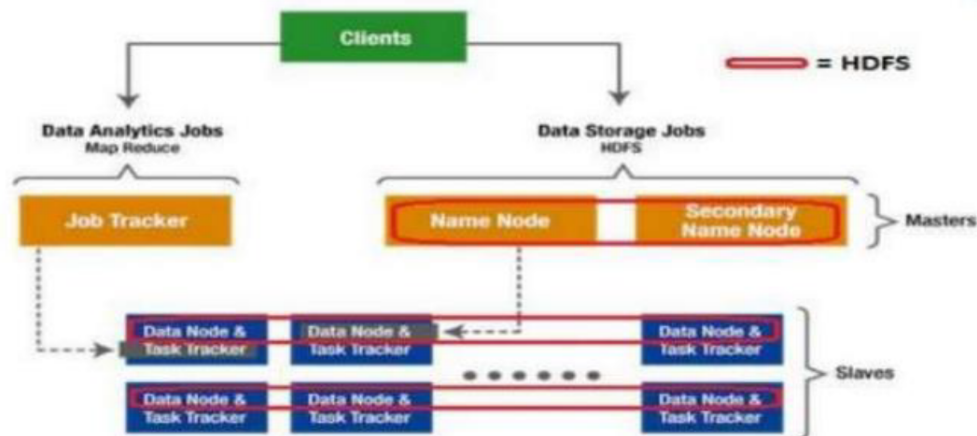 Clients
= HDFS
Data Analytics Jobs
Map Reduce
Data Storage Jobs
HDFS
Job Tracker
Name Node
Secondary
Name Node
Masters
Data Node &
Task Tracker
Data Node &
Task Tracker
Data Node &
Task Tracker
Slaves
Data Node &
Task Tracker
Data Node &
Task Tracker
Data Node &
Task Tracker